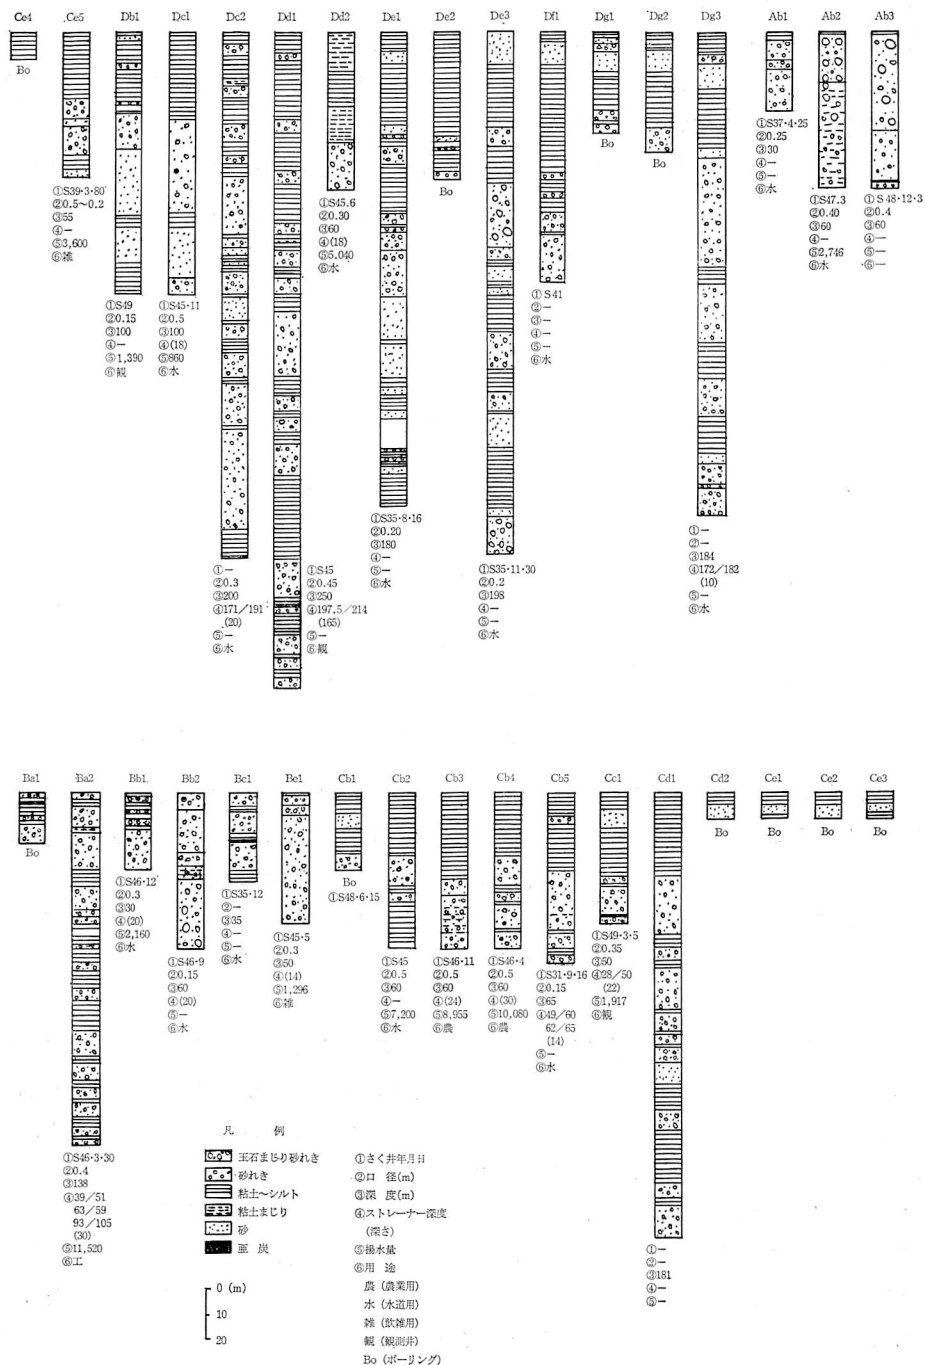 Ce4 Ce5 Db1 Dc1 Dc2 Dd1 Dd2 De1 De2 De3 Df1 Dg1 Dg2 Dg3 Ab1 Ab2 Ab3
Bo
①S39・3・80
②0.5～0.2
③55
④－
⑤3,600
⑥雑
①S49
②0.15
③100
④－
⑤1,390
⑥観
①S45・11
②0.5
③100
④(18)
⑤860
⑥水
①－
②0.3
③200
④171／191
(20)
⑤－
⑥水
①S45
②0.45
③250
④197.5／214
(165)
⑤－
⑥観
①S45.6
②0.30
③60
④(18)
⑤5.040
⑥水
①S35・8・16
②0.20
③180
④－
⑤－
⑥水
Bo
①S35・11・30
②0.2
③198
④－
⑤－
⑥水
①S41
②－
③－
④－
⑤－
⑥水
Bo
Bo
①－
②－
③184
④172／182
(10)
⑤－
⑥水
①S37・4・25
②0.25
③30
④－
⑤－
⑥水
①S47.3
②0.40
③60
④－
⑤2,746
⑥水
①S48・12・3
②0.4
③60
④－
⑤－
⑥－
Ba1 Ba2 Bb1. Bb2 Bc1 Be1 Cb1 Cb2 Cb3 Cb4 Cb5 Cc1 Cd1 Cd2 Ce1 Ce2 Ce3
Bo
①S46・3・30
②0.4
③138
④39／51
63／59
93／105
(30)
⑤11,520
⑥工
①S46・12
②0.3
③30
④(20)
⑤2,160
⑥水
①S46・9
②0.15
③60
④(20)
⑤－
⑥水
①S35・12
②－
③35
④－
⑤－
⑥水
①S45・5
②0.3
③50
④(14)
⑤1,296
⑥雑
Bo
①S48・6・15
①S45
②0.5
③60
④－
⑤7,200
⑥水
①S46・11
②0.5
③60
④(24)
⑤8,955
⑥農
①S46・4
②0.5
③60
④(30)
⑤10,080
⑥農
①S31・9・16
②0.15
③65
④49／60
62／65
(14)
⑤－
⑥水
①S49・3・5
②0.35
③50
④28／50
(22)
⑤1,917
⑥観
①－
②－
③181
④－
⑤－
Bo
Bo
Bo
Bo
凡 例
玉石まじり砂れき
砂れき
粘土～シルト
粘土まじり
砂
亜炭
0 (m)
10
20
①さく井年月日
②口 径(m)
③深 度(m)
④ストレーナー深度
(深さ)
⑤揚水量
⑥用 途
農 (農業用)
水 (水道用)
雑 (飲雑用)
観 (観測井)
Bo (ボーリング)